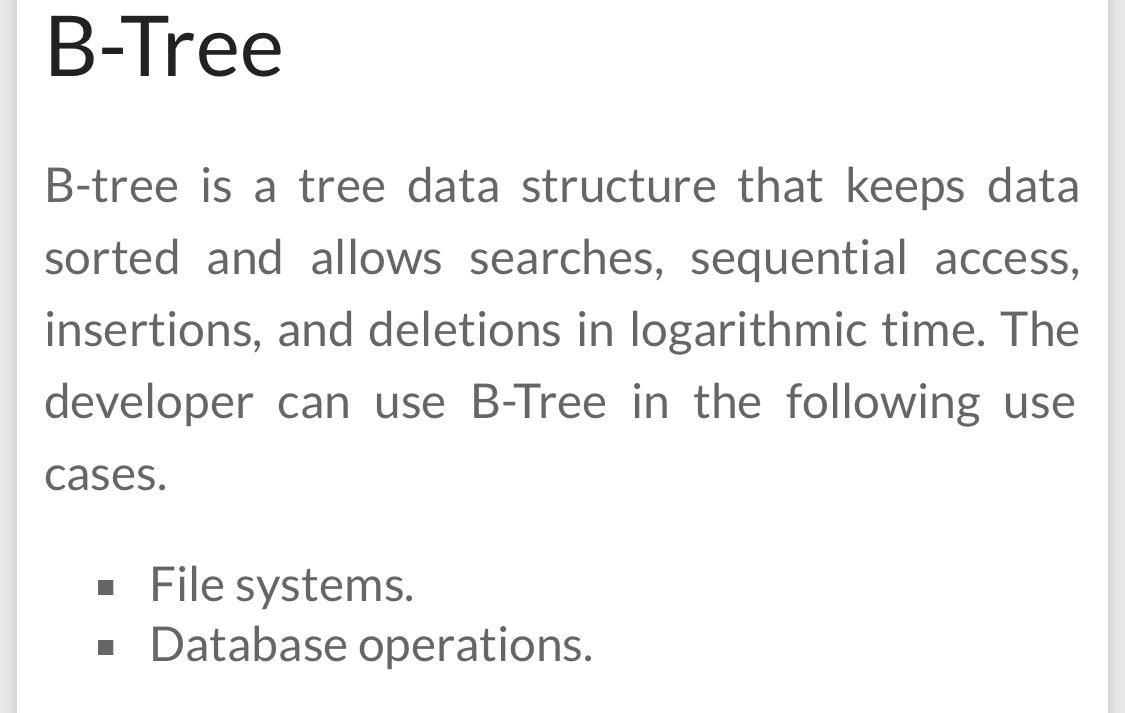 B-Tree
B-tree is a tree data structure that keeps data
sorted and allows searches, sequential access,
insertions, and deletions in logarithmic time. The
developer can use B-Tree in the following use
cases.
▪ File systems.
▪ Database operations.